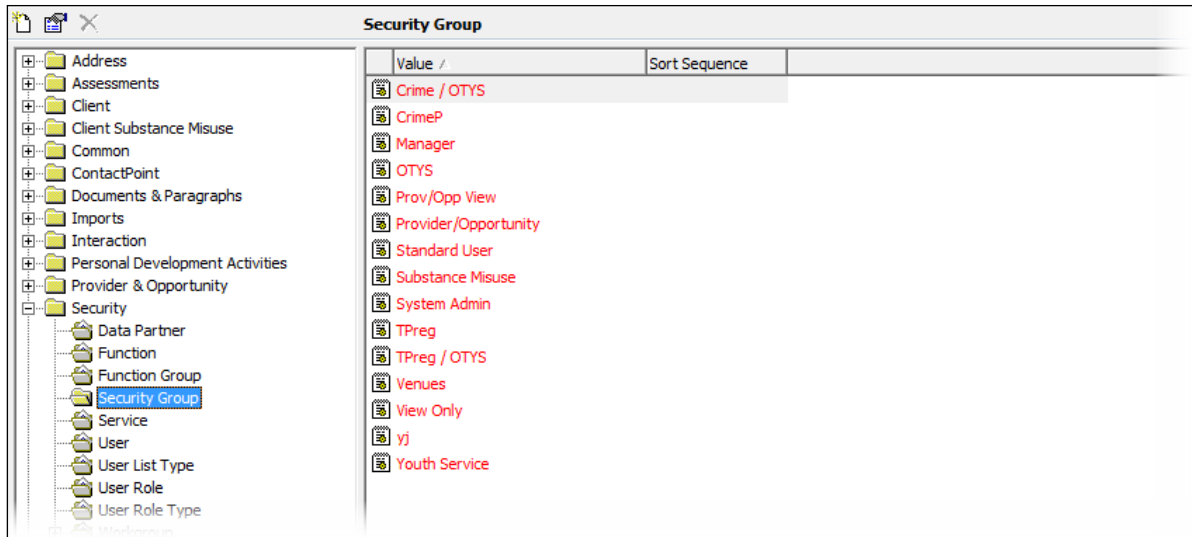 Security Group
Address
Assessments
Client
Client Substance Misuse
Common
ContactPoint
Documents & Paragraphs
Imports
Interaction
Personal Development Activities
Provider & Opportunity
Security
Data Partner
Function
Function Group
Security Group
Service
User
User List Type
User Role
User Role Type
Workgroup
Value Sort Sequence
Crime / OTYS
CrimeP
Manager
OTYS
Prov/Opp View
Provider/Opportunity
Standard User
Substance Misuse
System Admin
TPreg
TPreg / OTYS
Venues
View Only
yj
Youth Service